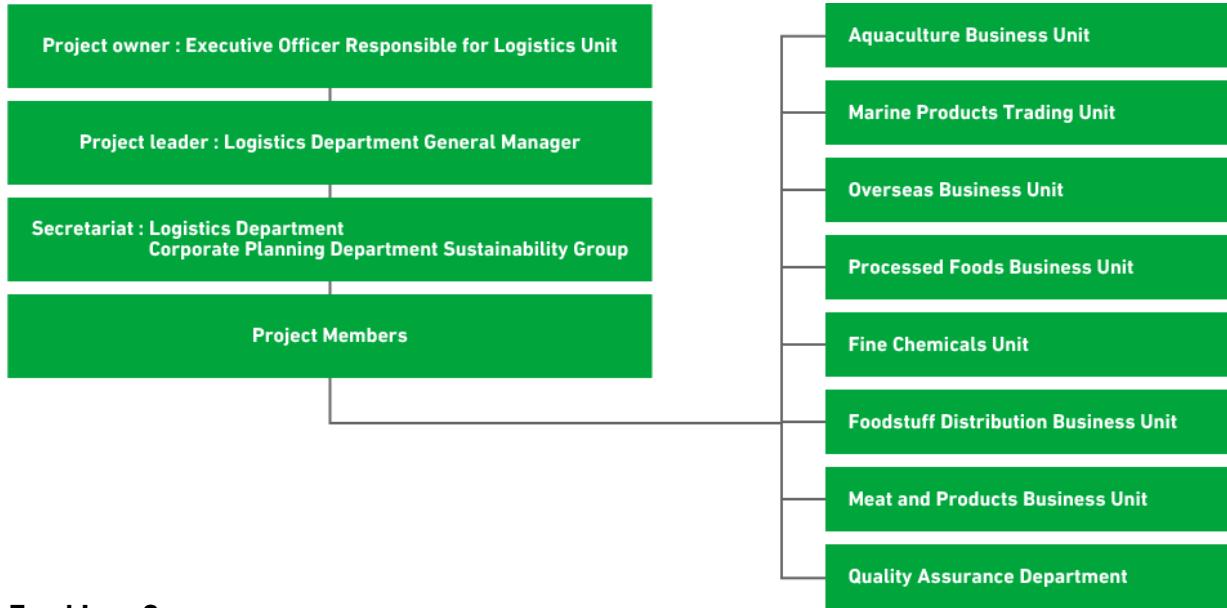 Project owner : Executive Officer Responsible for Logistics Unit
Project leader : Logistics Department General Manager
Secretariat : Logistics Department
Corporate Planning Department Sustainability Group
Project Members
Aquaculture Business Unit
Marine Products Trading Unit
Overseas Business Unit
Processed Foods Business Unit
Fine Chemicals Unit
Foodstuff Distribution Business Unit
Meat and Products Business Unit
Quality Assurance Department